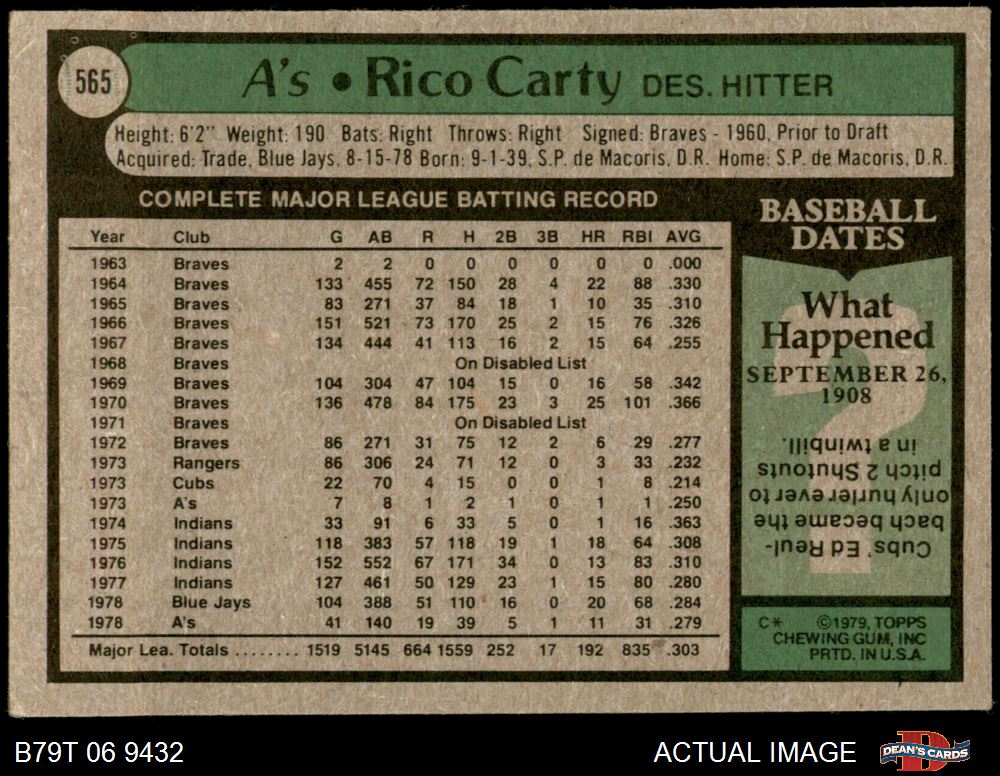 565
A's • Rico Carty DES. HITTER
Height: 6'2" Weight: 190 Bats: Right Throws: Right Signed: Braves - 1960, Prior to Draft
Acquired: Trade, Blue Jays. 8-15-78 Born: 9-1-39, S.P. de Macoris, D.R. Home: S.P. de Macoris, D.R.
COMPLETE MAJOR LEAGUE BATTING RECORD
Year Club G AB R H 2B 3B HR RBI AVG
1963 Braves 2 2 0 0 0 0 0 0 .000
1964 Braves 133 455 72 150 28 4 22 88 .330
1965 Braves 83 271 37 84 18 1 10 35 .310
1966 Braves 151 521 73 170 25 2 15 76 .326
1967 Braves 134 444 41 113 16 2 15 64 .255
1968 Braves On Disabled List
1969 Braves 104 304 47 104 15 0 16 58 .342
1970 Braves 136 478 84 175 23 3 25 101 .366
1971 Braves On Disabled List
1972 Braves 86 271 31 75 12 2 6 29 .277
1973 Rangers 86 306 24 71 12 0 3 33 .232
1973 Cubs 22 70 4 15 0 0 1 8 .214
1973 A's 7 8 1 2 1 0 1 1 .250
1974 Indians 33 91 6 33 5 0 1 16 .363
1975 Indians 118 383 57 118 19 1 18 64 .308
1976 Indians 152 552 67 171 34 0 13 83 .310
1977 Indians 127 461 50 129 23 1 15 80 .280
1978 Blue Jays 104 388 51 110 16 0 20 68 .284
1978 A's 41 140 19 39 5 1 11 31 .279
Major Lea. Totals ........ 1519 5145 664 1559 252 17 192 835 .303
BASEBALL
DATES
What
Happened
SEPTEMBER 26,
1908
?
Cubs' Ed Reul-
bach became the
only hurler ever to
pitch 2 Shutouts
in a twinbill.
C* ©1979, TOPPS
CHEWING GUM, INC
PRTD. IN U.S.A.
B79T 06 9432
ACTUAL IMAGE
D
DEAN'S CARDS